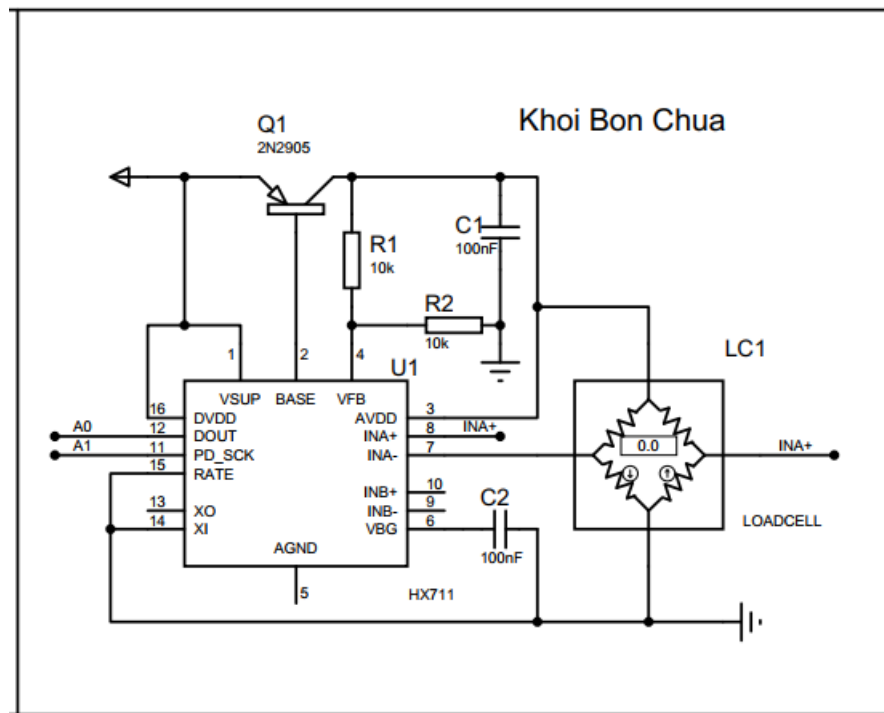 Khoi Bon Chua
Q1
2N2905
C1
100nF
R1
10k
R2
10k
1
2
4
U1
LC1
VSUP
BASE
VFB
16
DVDD
AVDD
3
A0
12
DOUT
INA+
8
INA+
A1
11
PD_SCK
INA-
7
0.0
INA+
15
RATE
INB+
10
C2
13
XO
INB-
9
14
XI
VBG
6
100nF
LOADCELL
AGND
5
HX711